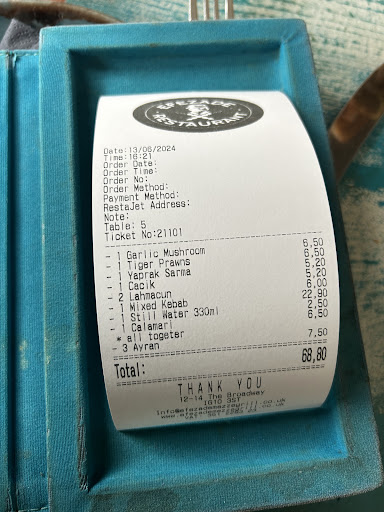 EFEZADE
RESTAURANT
Date:13/06/2024
Time:16:21
Order Date:
Order Time:
Order No:
Order Method:
Payment Method:
RestaJet Address:
Note:
Table: 5
Ticket No:21101
- 1 Garlic Mushroom 6,50
- 1 Tiger Prawns 6,50
- 1 Yaprak Sarma 5,20
- 1 Cacik 5,20
- 2 Lahmacun 6,00
- 1 Mixed Kebab 22,90
- 1 Still Water 330ml 2,50
- 1 Calamari 6,50
* all togeter
- 3 Ayran 7,50
Total: 68,80
THANK YOU
12-14 The Broadway
IG10 3ST